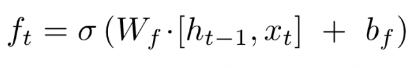 f_t = σ (W_f · [h_{t−1}, x_t] + b_f)